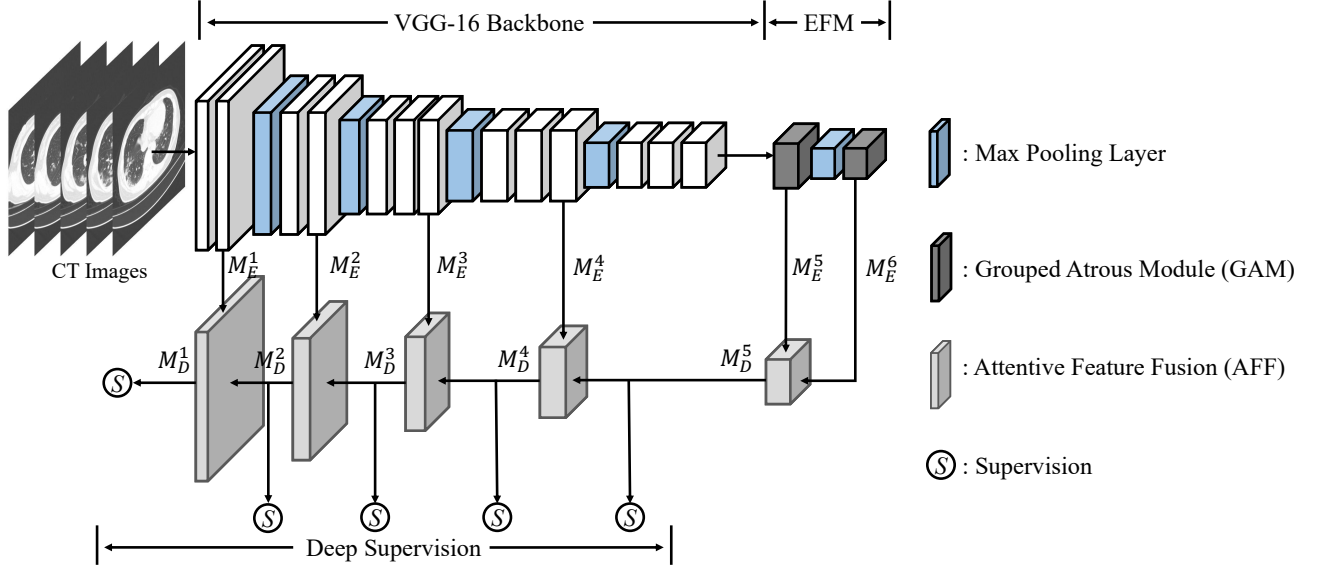 VGG-16 Backbone
EFM
CT Images
M_E^1
M_E^2
M_E^3
M_E^4
M_E^5
M_E^6
M_D^1
M_D^2
M_D^3
M_D^4
M_D^5
S
S
S
S
S
Deep Supervision
: Max Pooling Layer
: Grouped Atrous Module (GAM)
: Attentive Feature Fusion (AFF)
S : Supervision